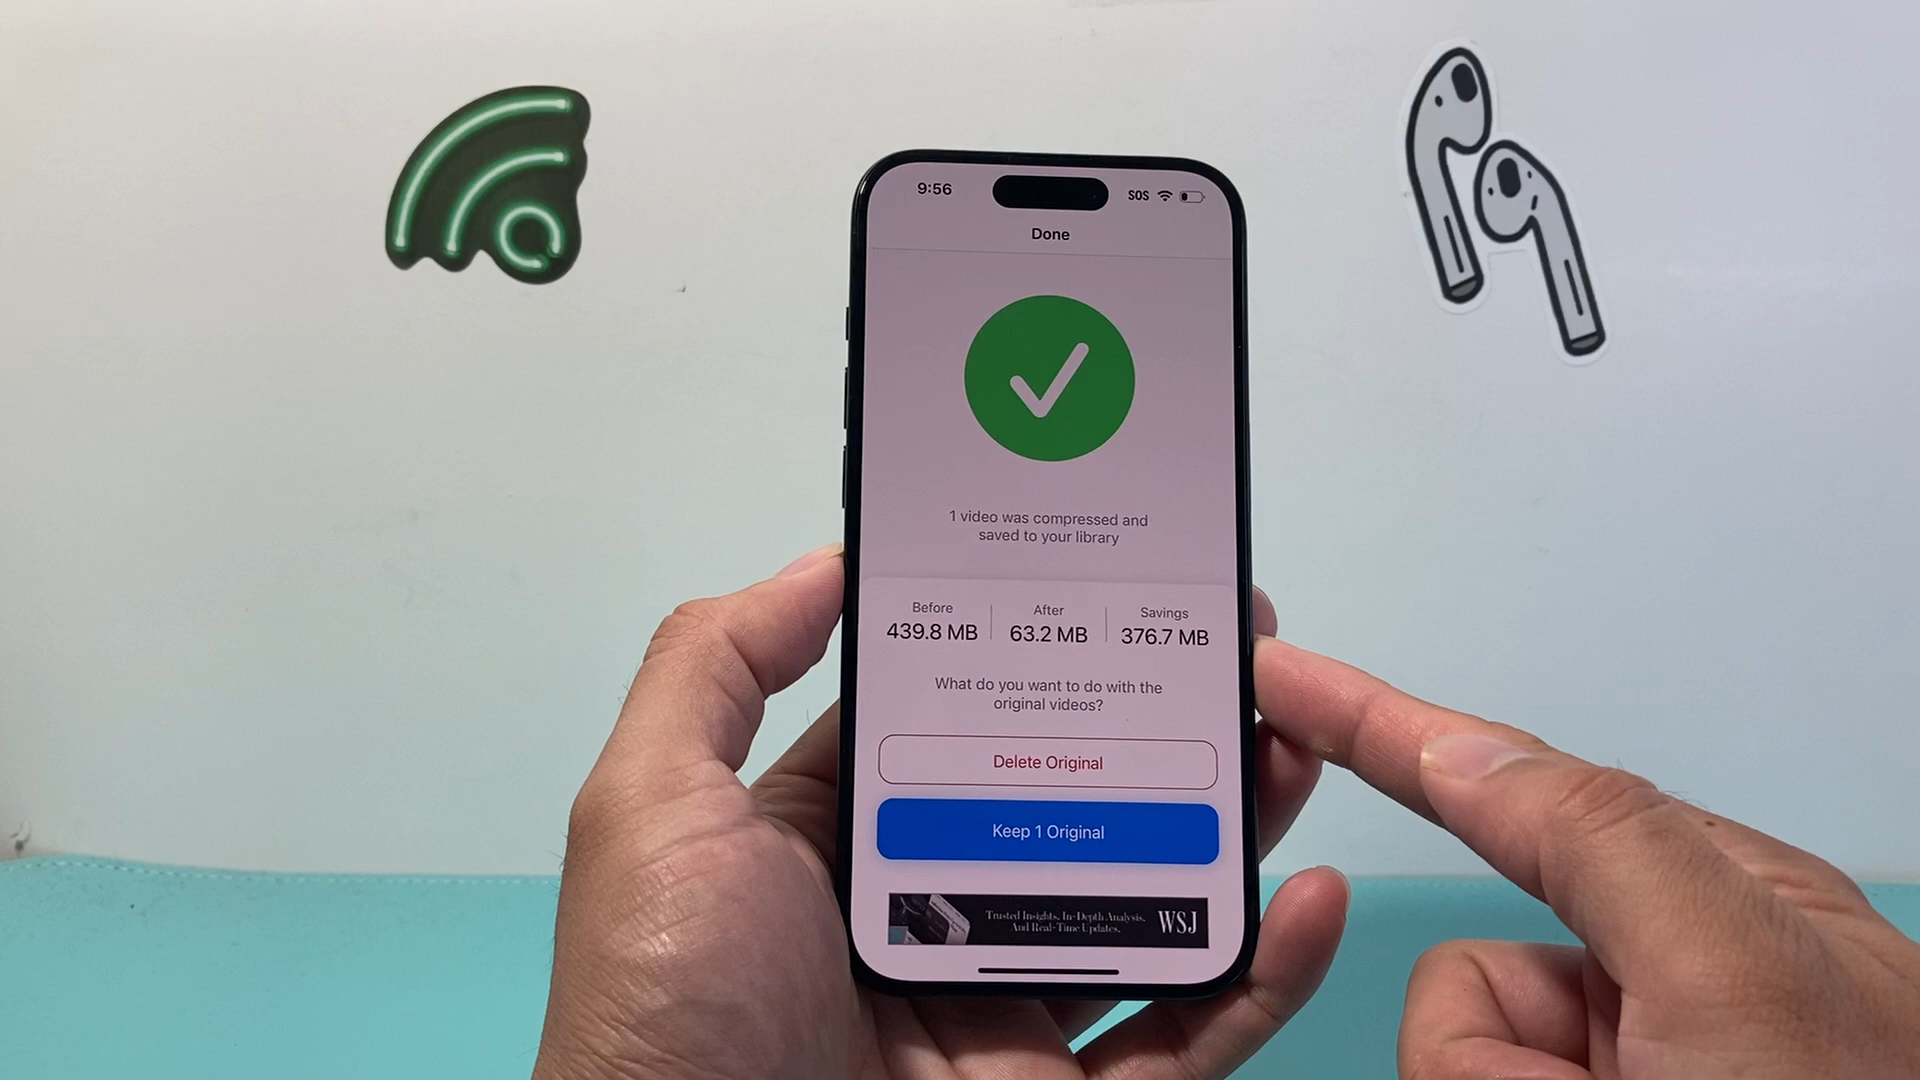 9:56
SOS
Done
1 video was compressed and
saved to your library
Before
After
Savings
439.8 MB
63.2 MB
376.7 MB
What do you want to do with the
original videos?
Delete Original
Keep 1 Original
Trusted Insights. In-Depth Analysis.
And Real-Time Updates.
WSJ